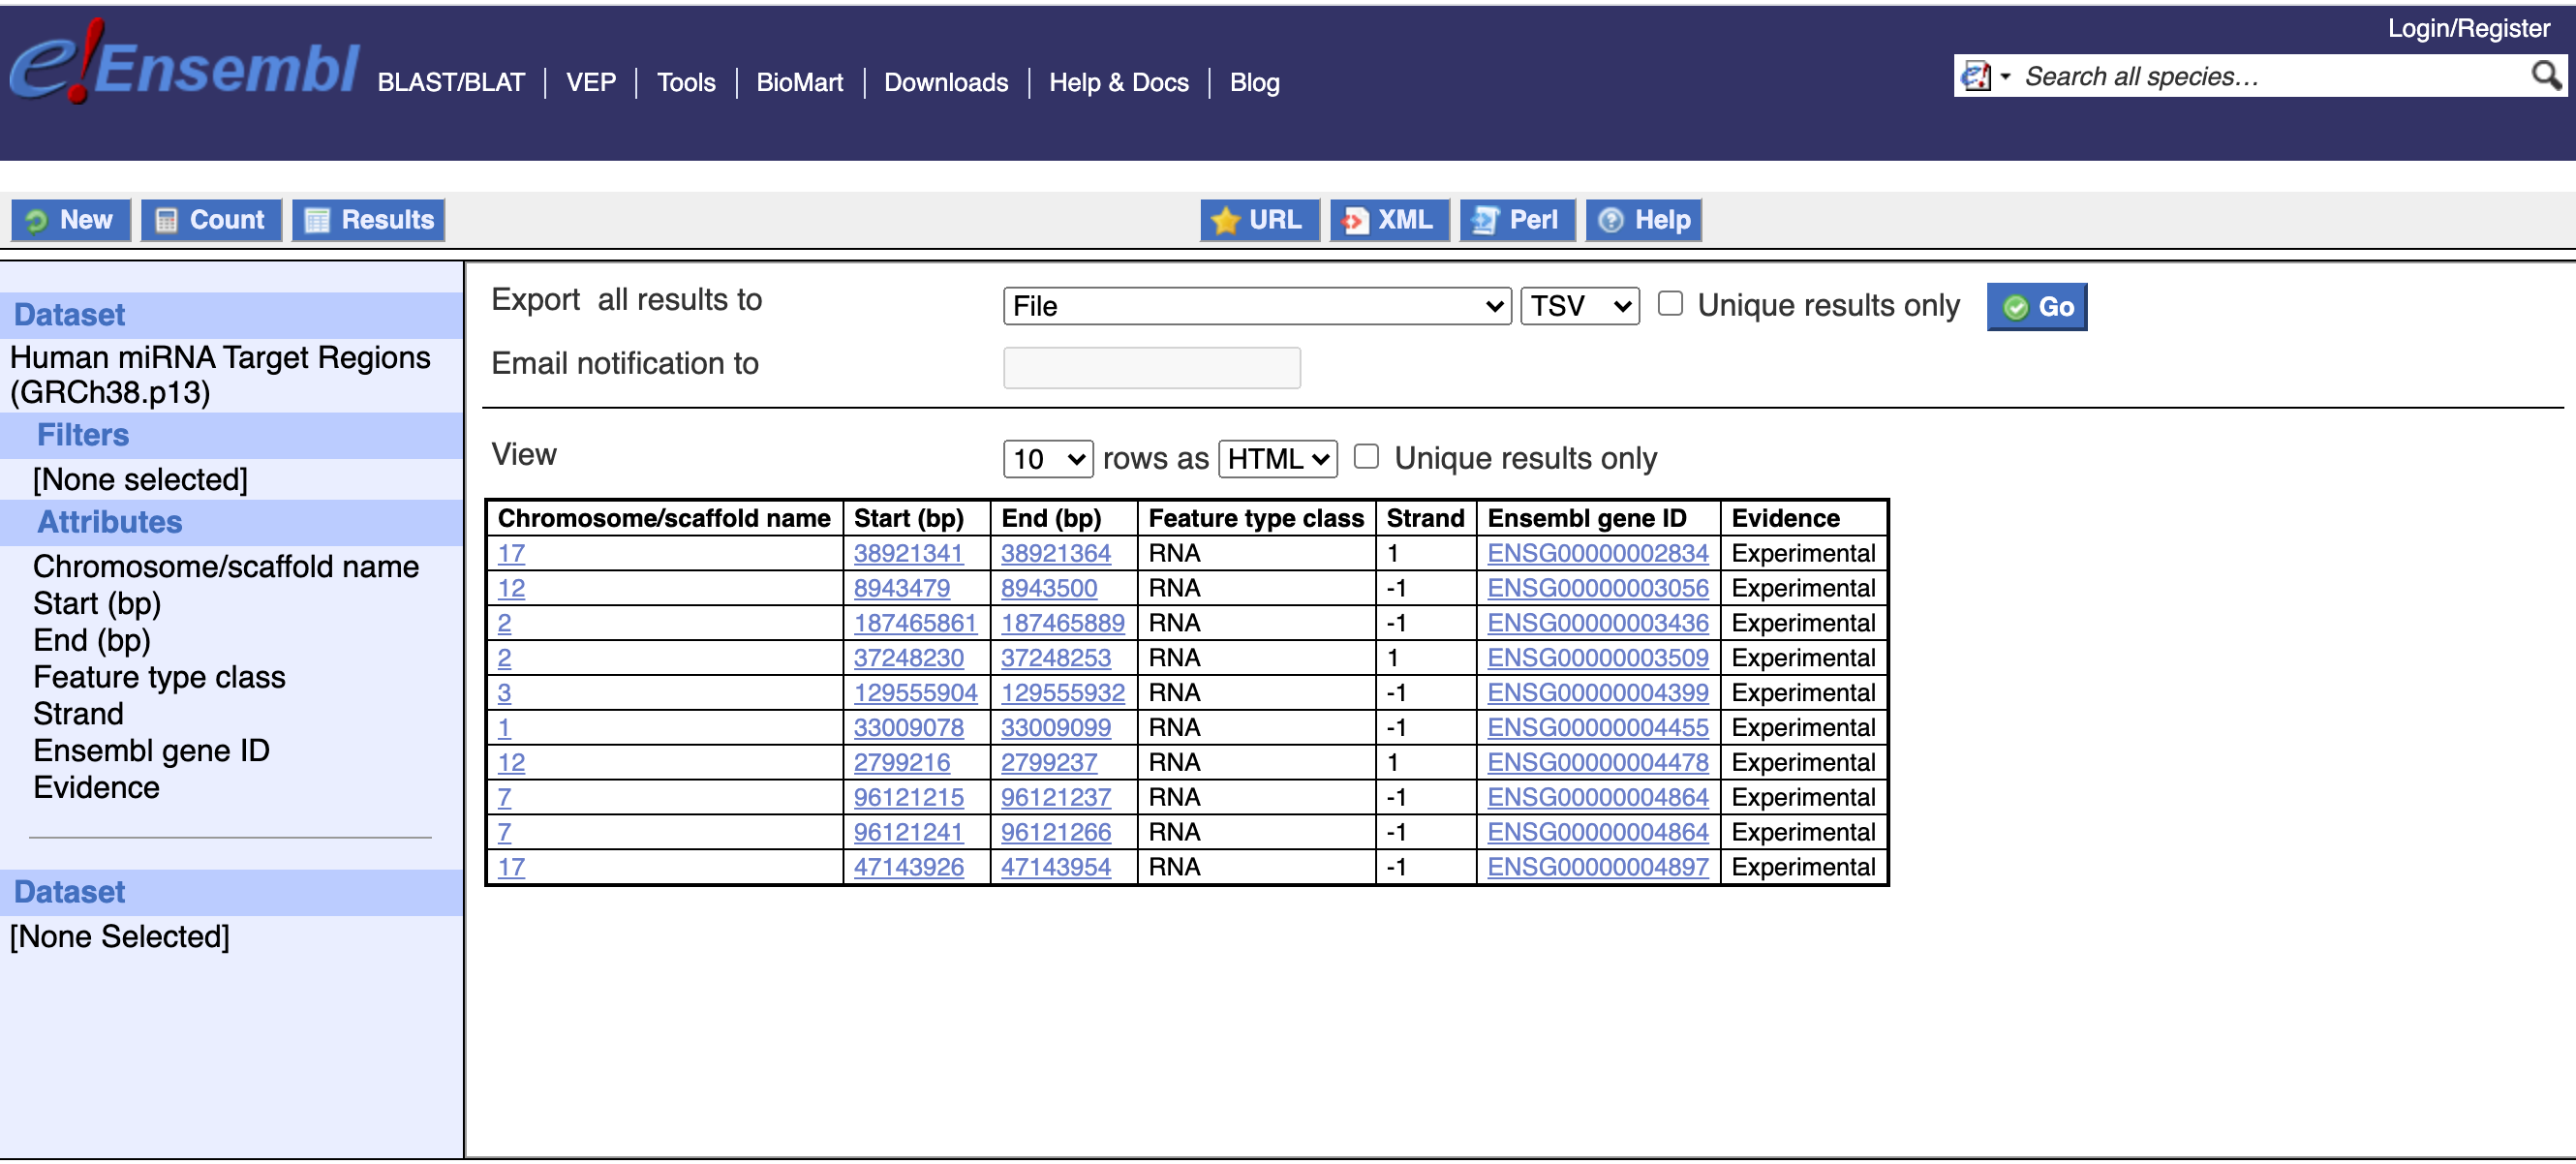 Login/Register
e!Ensembl BLAST/BLAT | VEP | Tools | BioMart | Downloads | Help & Docs | Blog
Search all species...
New Count Results URL XML Perl Help
Dataset
Human miRNA Target Regions
(GRCh38.p13)
Filters
[None selected]
Attributes
Chromosome/scaffold name
Start (bp)
End (bp)
Feature type class
Strand
Ensembl gene ID
Evidence
Dataset
[None Selected]
Export all results to File TSV Unique results only Go
Email notification to
View 10 rows as HTML Unique results only
Chromosome/scaffold name Start (bp) End (bp) Feature type class Strand Ensembl gene ID Evidence
17 38921341 38921364 RNA 1 ENSG00000002834 Experimental
12 8943479 8943500 RNA -1 ENSG00000003056 Experimental
2 187465861 187465889 RNA -1 ENSG00000003436 Experimental
2 37248230 37248253 RNA 1 ENSG00000003509 Experimental
3 129555904 129555932 RNA -1 ENSG00000004399 Experimental
1 33009078 33009099 RNA -1 ENSG00000004455 Experimental
12 2799216 2799237 RNA 1 ENSG00000004478 Experimental
7 96121215 96121237 RNA -1 ENSG00000004864 Experimental
7 96121241 96121266 RNA -1 ENSG00000004864 Experimental
17 47143926 47143954 RNA -1 ENSG00000004897 Experimental